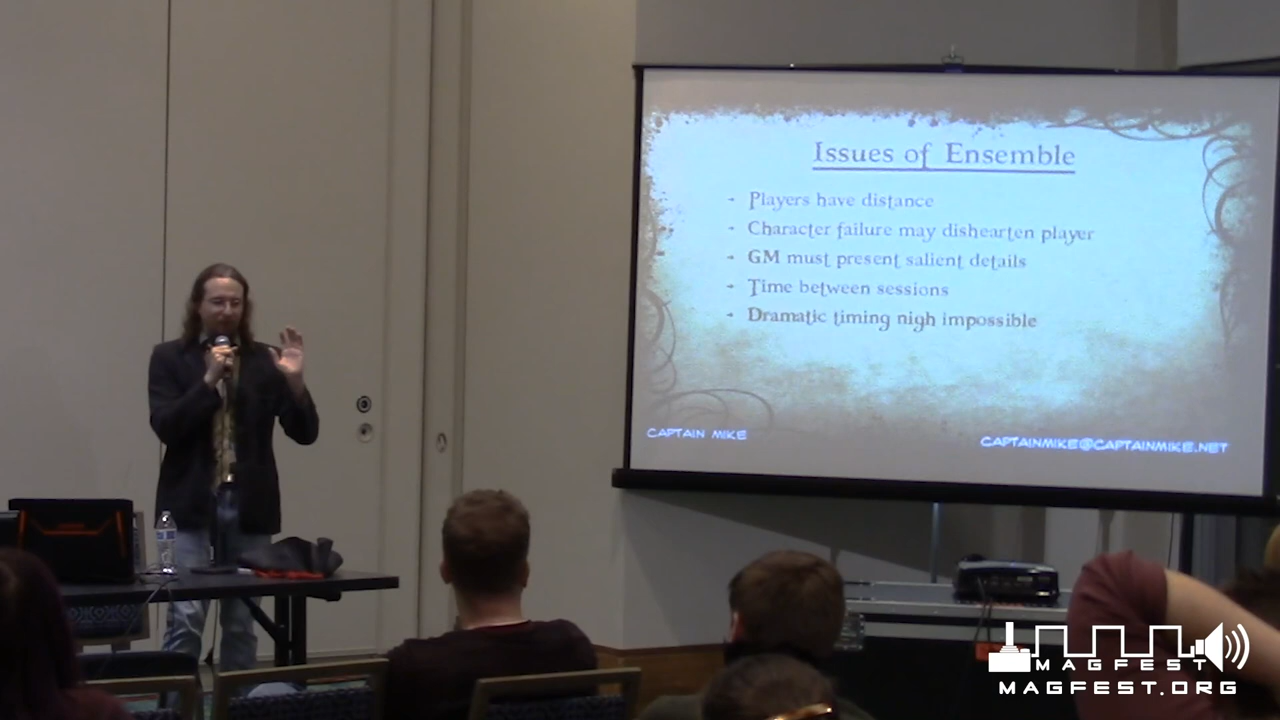 Issues of Ensemble
- Players have distance
- Character failure may dishearten player
- GM must present salient details
- Time between sessions
- Dramatic timing nigh impossible
CAPTAIN MIKE
CAPTAINMIKE@CAPTAINMIKE.NET
MAGFEST
MAGFEST.ORG